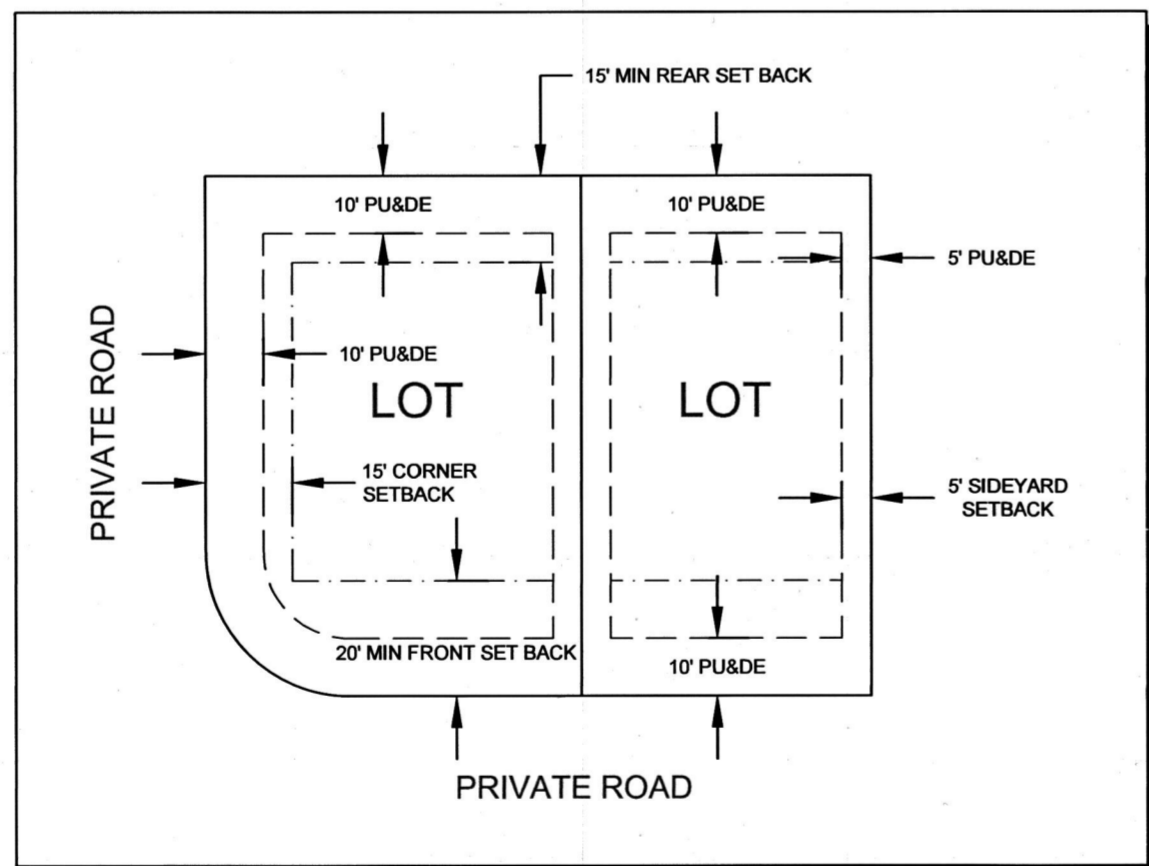 15' MIN REAR SET BACK
10' PU&DE
10' PU&DE
5' PU&DE
PRIVATE ROAD
10' PU&DE
LOT
LOT
15' CORNER
SETBACK
5' SIDEYARD
SETBACK
20' MIN FRONT SET BACK
10' PU&DE
PRIVATE ROAD